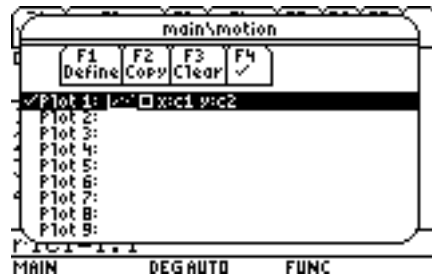 main\motion
F1 F2 F3 F4
Define Copy Clear ✓
✓Plot 1: x:c1 y:c2
Plot 2:
Plot 3:
Plot 4:
Plot 5:
Plot 6:
Plot 7:
Plot 8:
Plot 9:
MAIN DEG AUTO FUNC